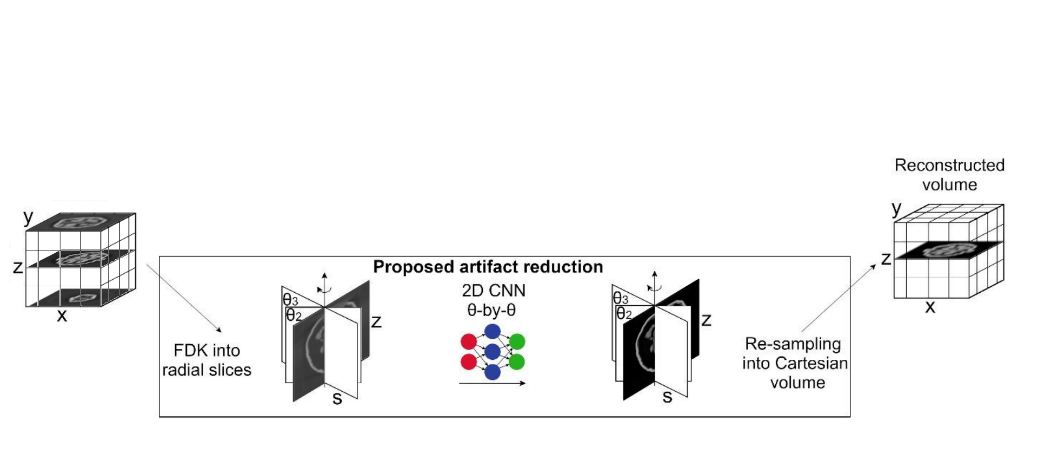 y
z
x
Proposed artifact reduction
FDK into
radial slices
θ3
θ2
z
s
2D CNN
θ-by-θ
θ3
θ2
z
s
Re-sampling
into Cartesian
volume
Reconstructed
volume
y
z
x